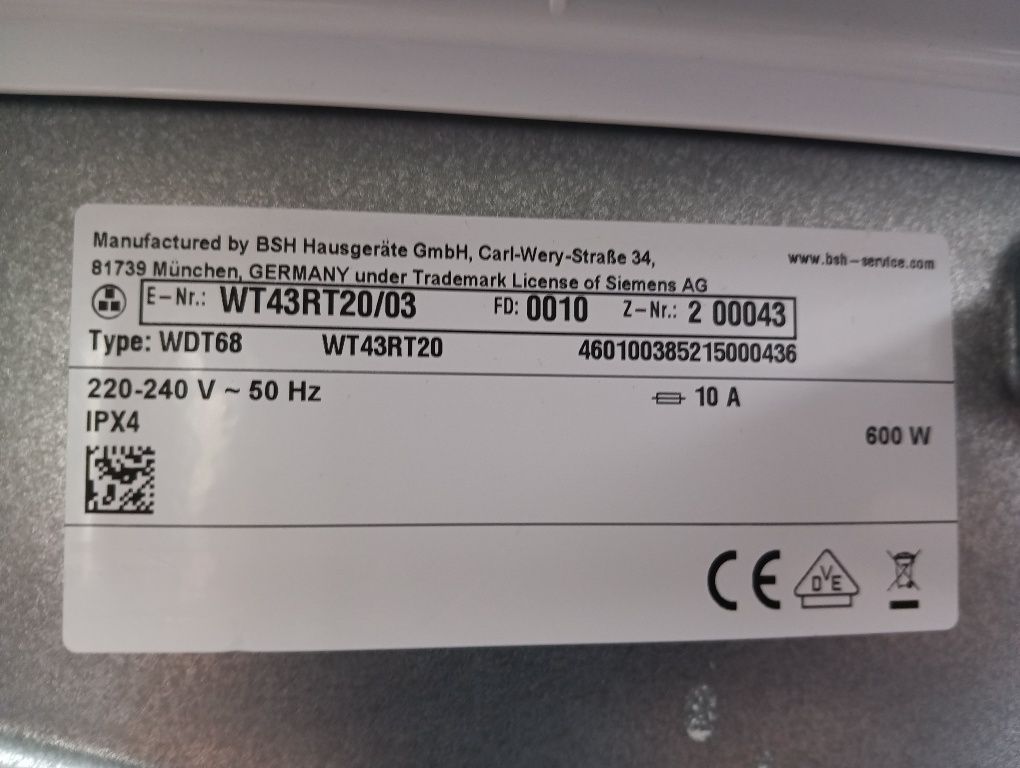 Manufactured by BSH Hausgeräte GmbH, Carl-Wery-Straße 34,
www.bsh-service.com
81739 München, GERMANY under Trademark License of Siemens AG
E-Nr.: WT43RT20/03 FD: 0010 Z-Nr.: 2 00043
Type: WDT68 WT43RT20 460100385215000436
220-240 V ~ 50 Hz 10 A
IPX4
600 W
CE DVE